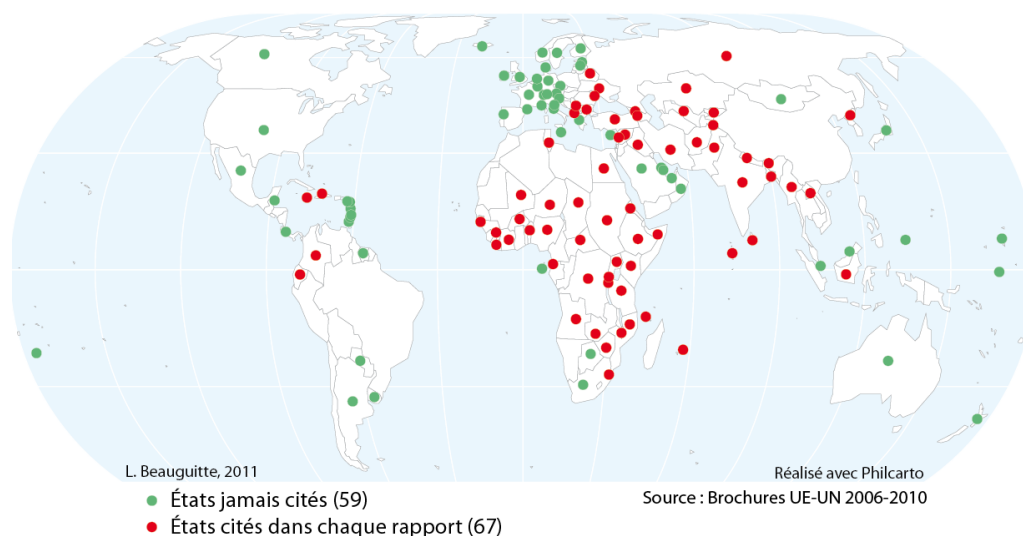 L. Beauguitte, 2011
Réalisé avec Philcarto
États jamais cités (59)
Source : Brochures UE-UN 2006-2010
États cités dans chaque rapport (67)